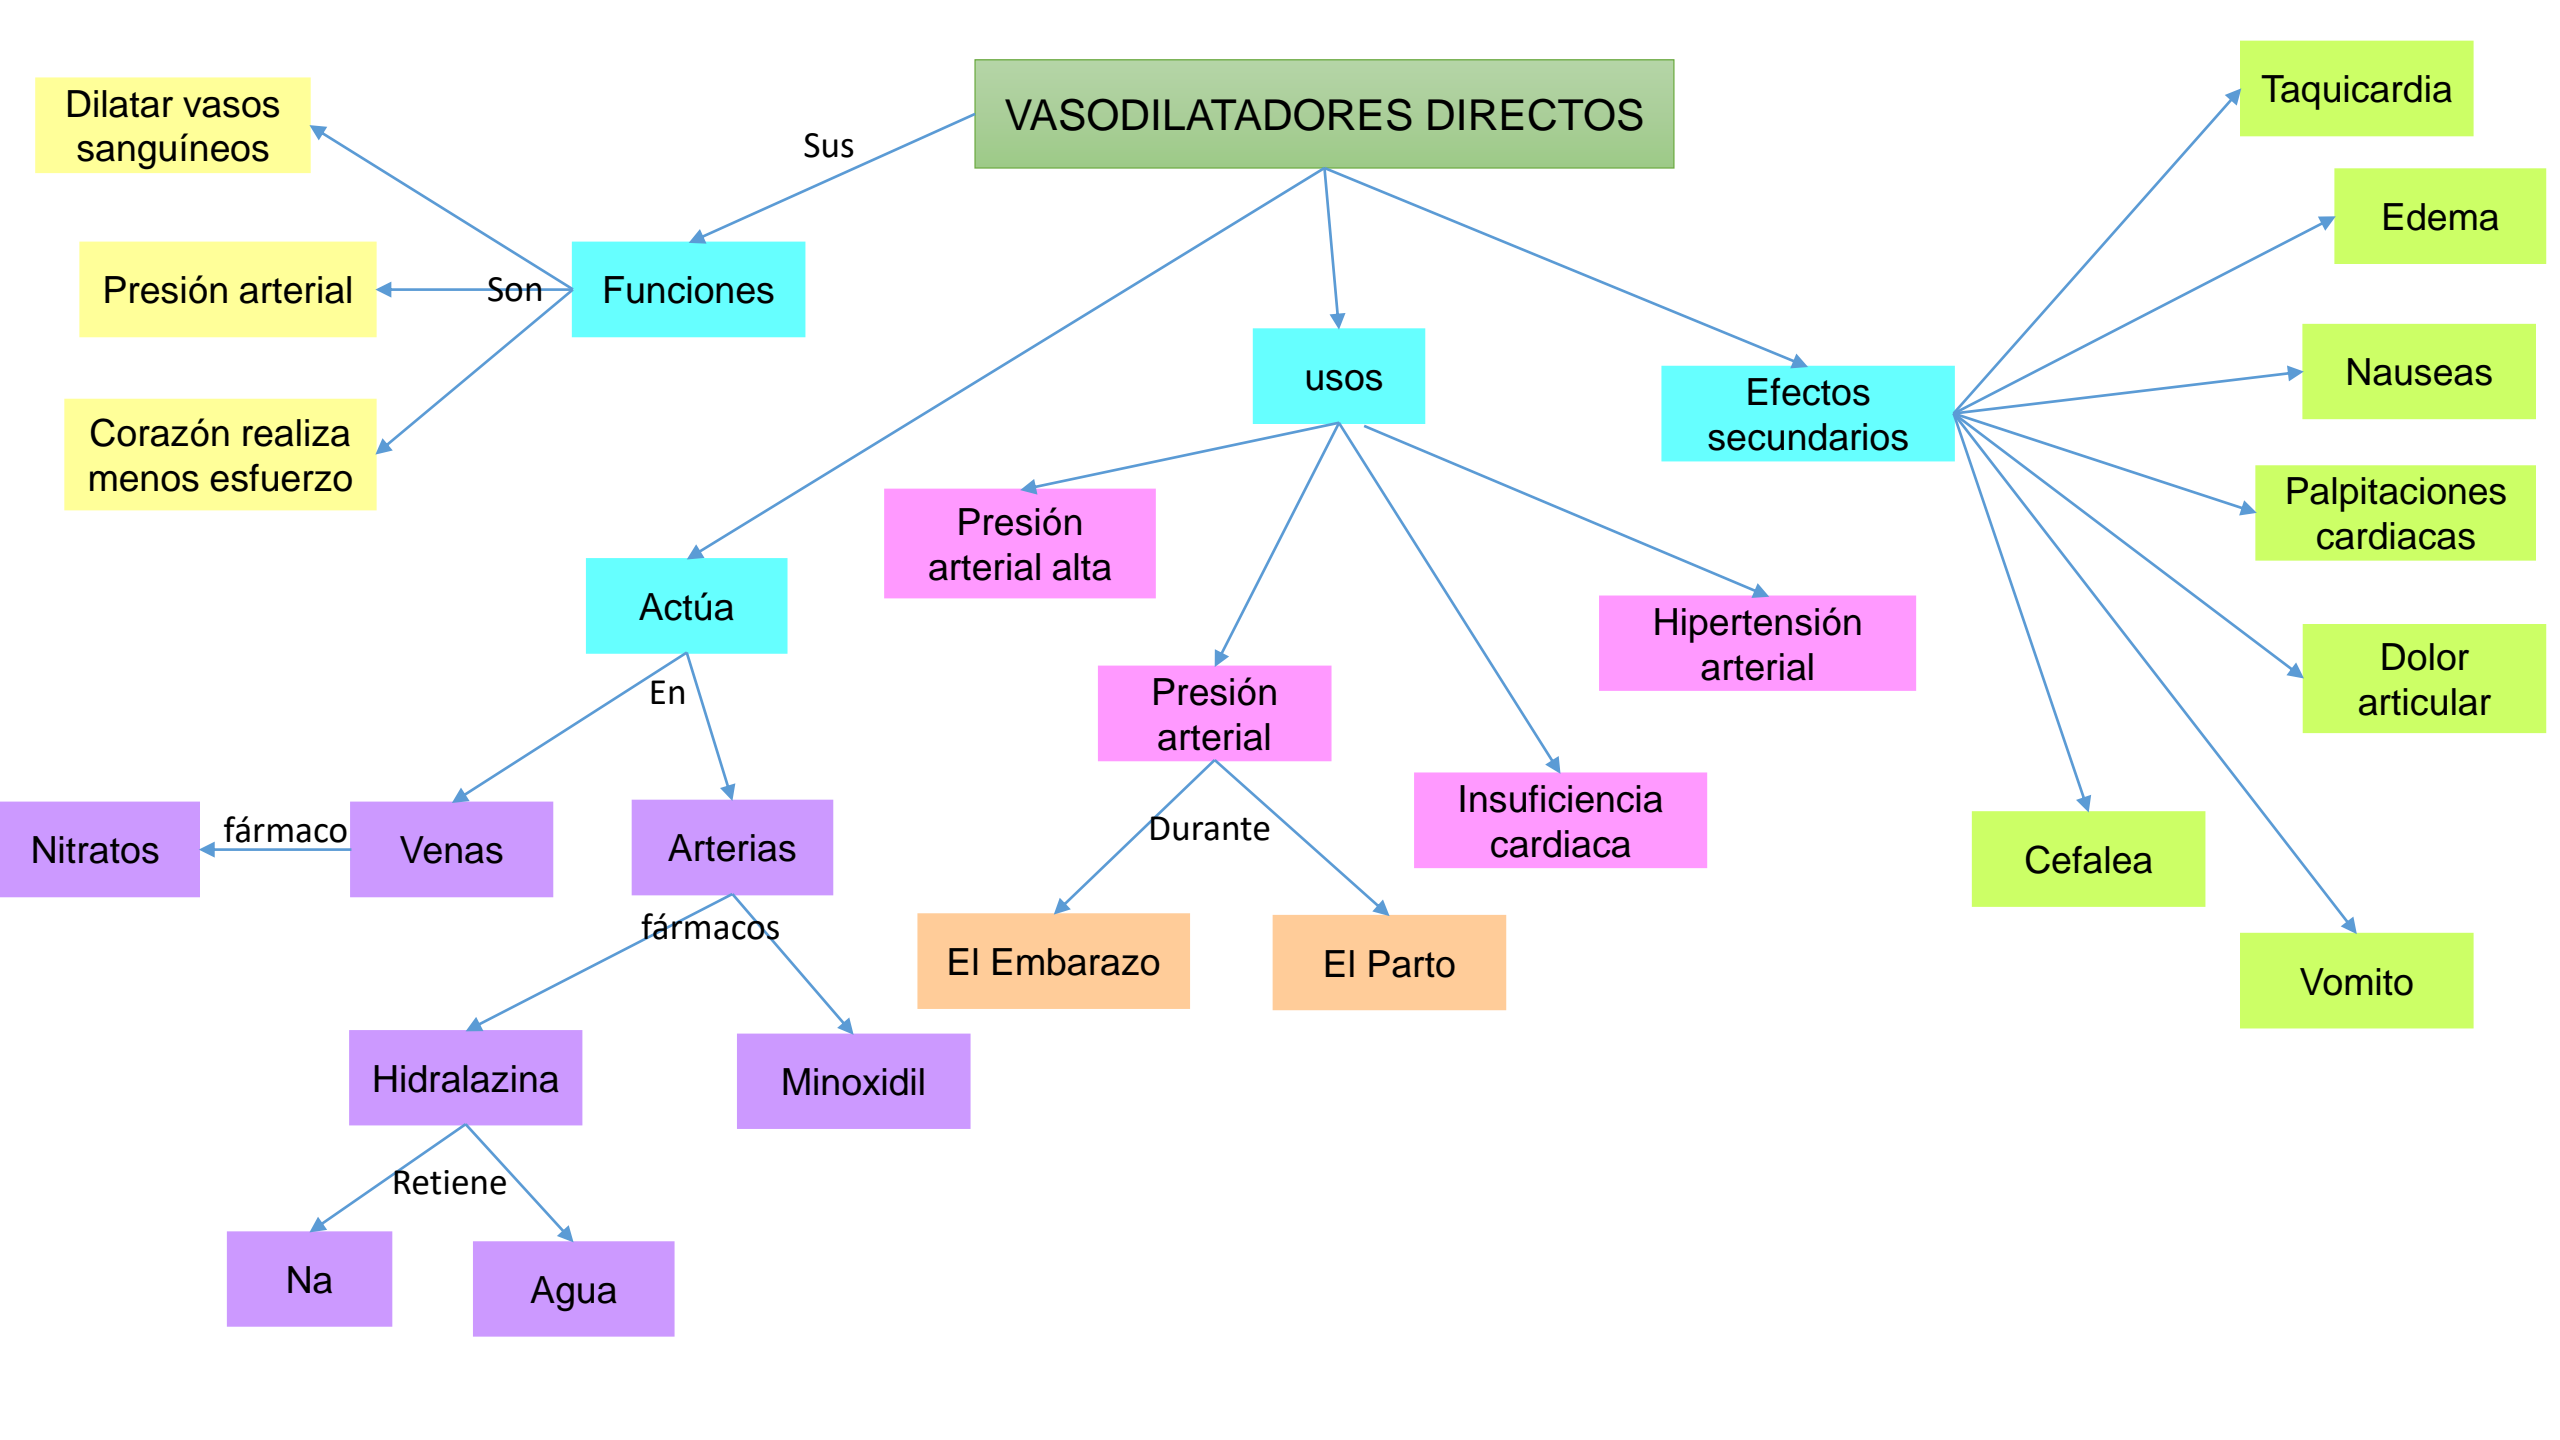 VASODILATADORES DIRECTOS
Sus
Funciones
Son
Dilatar vasos
sanguíneos
Presión arterial
Corazón realiza
menos esfuerzo
Actúa
En
Venas
fármaco
Nitratos
Arterias
fármacos
Hidralazina
Minoxidil
Retiene
Na
Agua
usos
Presión
arterial alta
Presión
arterial
Durante
El Embarazo
El Parto
Insuficiencia
cardiaca
Hipertensión
arterial
Efectos
secundarios
Taquicardia
Edema
Nauseas
Palpitaciones
cardiacas
Dolor
articular
Cefalea
Vomito